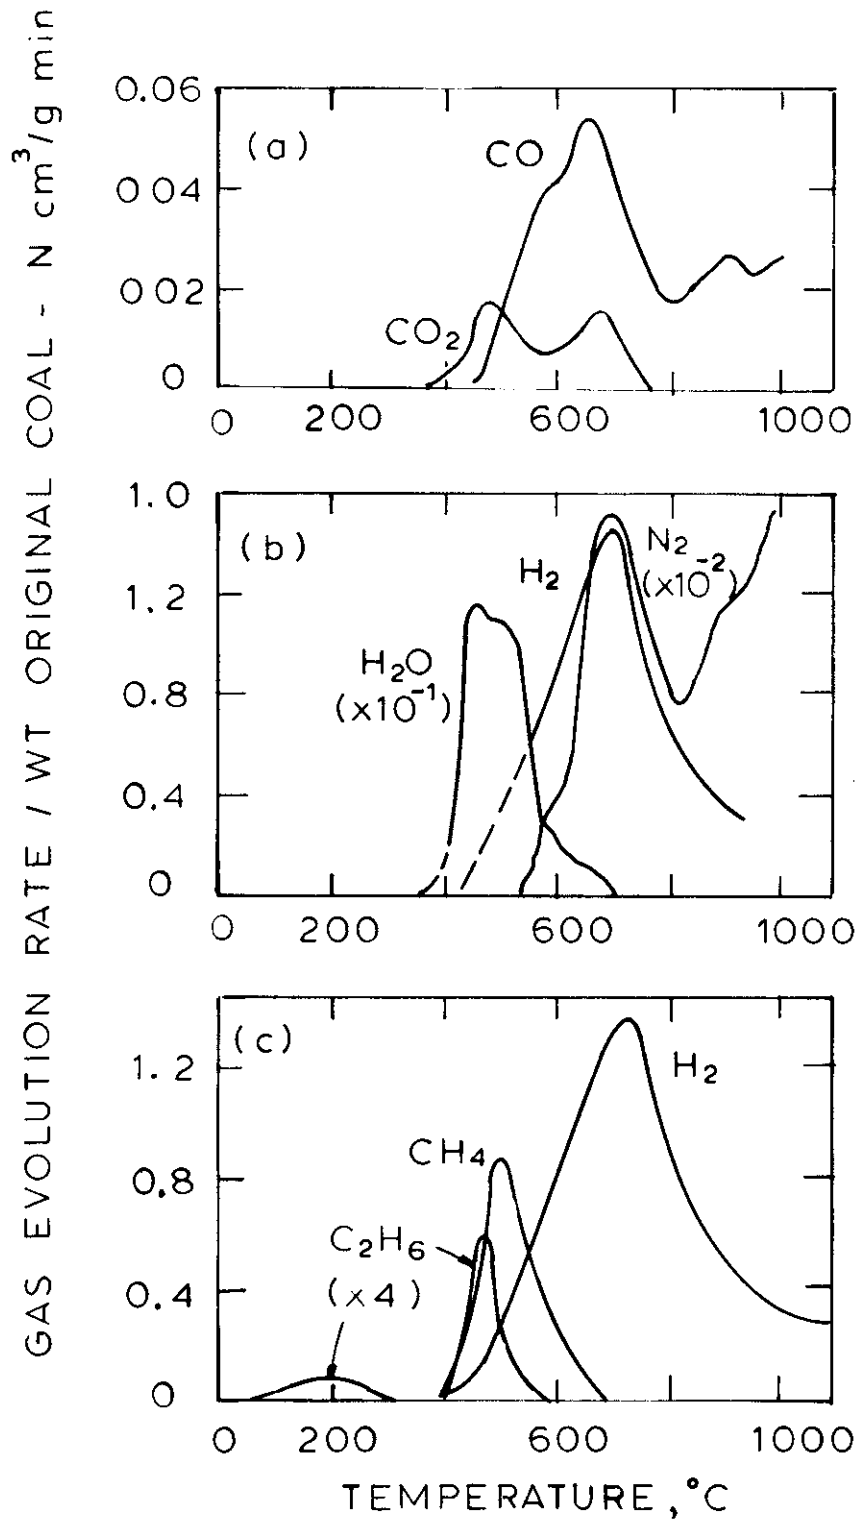 GAS EVOLUTION RATE / WT ORIGINAL COAL - N cm³/g min
0.06
(a)
CO
0 04
0 02
CO₂
0
0 200 600 1000
1.0
(b)
N₂
H₂
(x10⁻²)
1.2
H₂O
0.8
(x10⁻¹)
0.4
0
0 200 600 1000
(c)
1.2
H₂
CH₄
0.8
C₂H₆
0.4
(x4)
0
0 200 600 1000
TEMPERATURE, °C